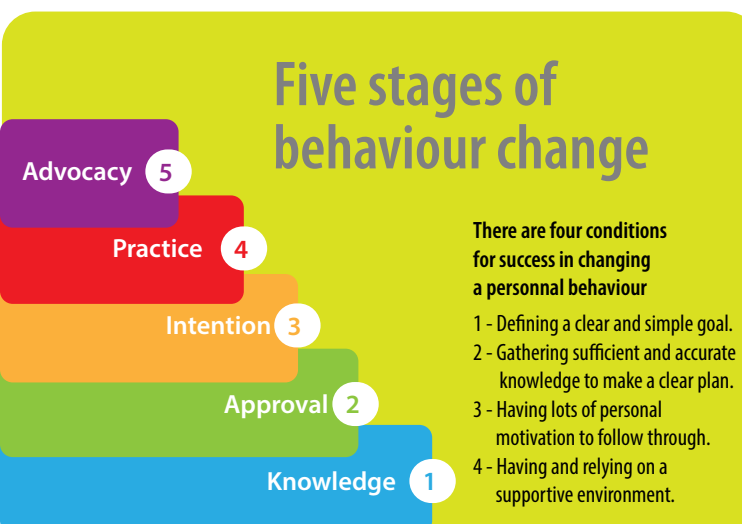 Five stages of
behaviour change
Advocacy 5
Practice 4
Intention 3
Approval 2
Knowledge 1
There are four conditions
for success in changing
a personnal behaviour
1 - Defining a clear and simple goal.
2 - Gathering sufficient and accurate
knowledge to make a clear plan.
3 - Having lots of personal
motivation to follow through.
4 - Having and relying on a
supportive environment.